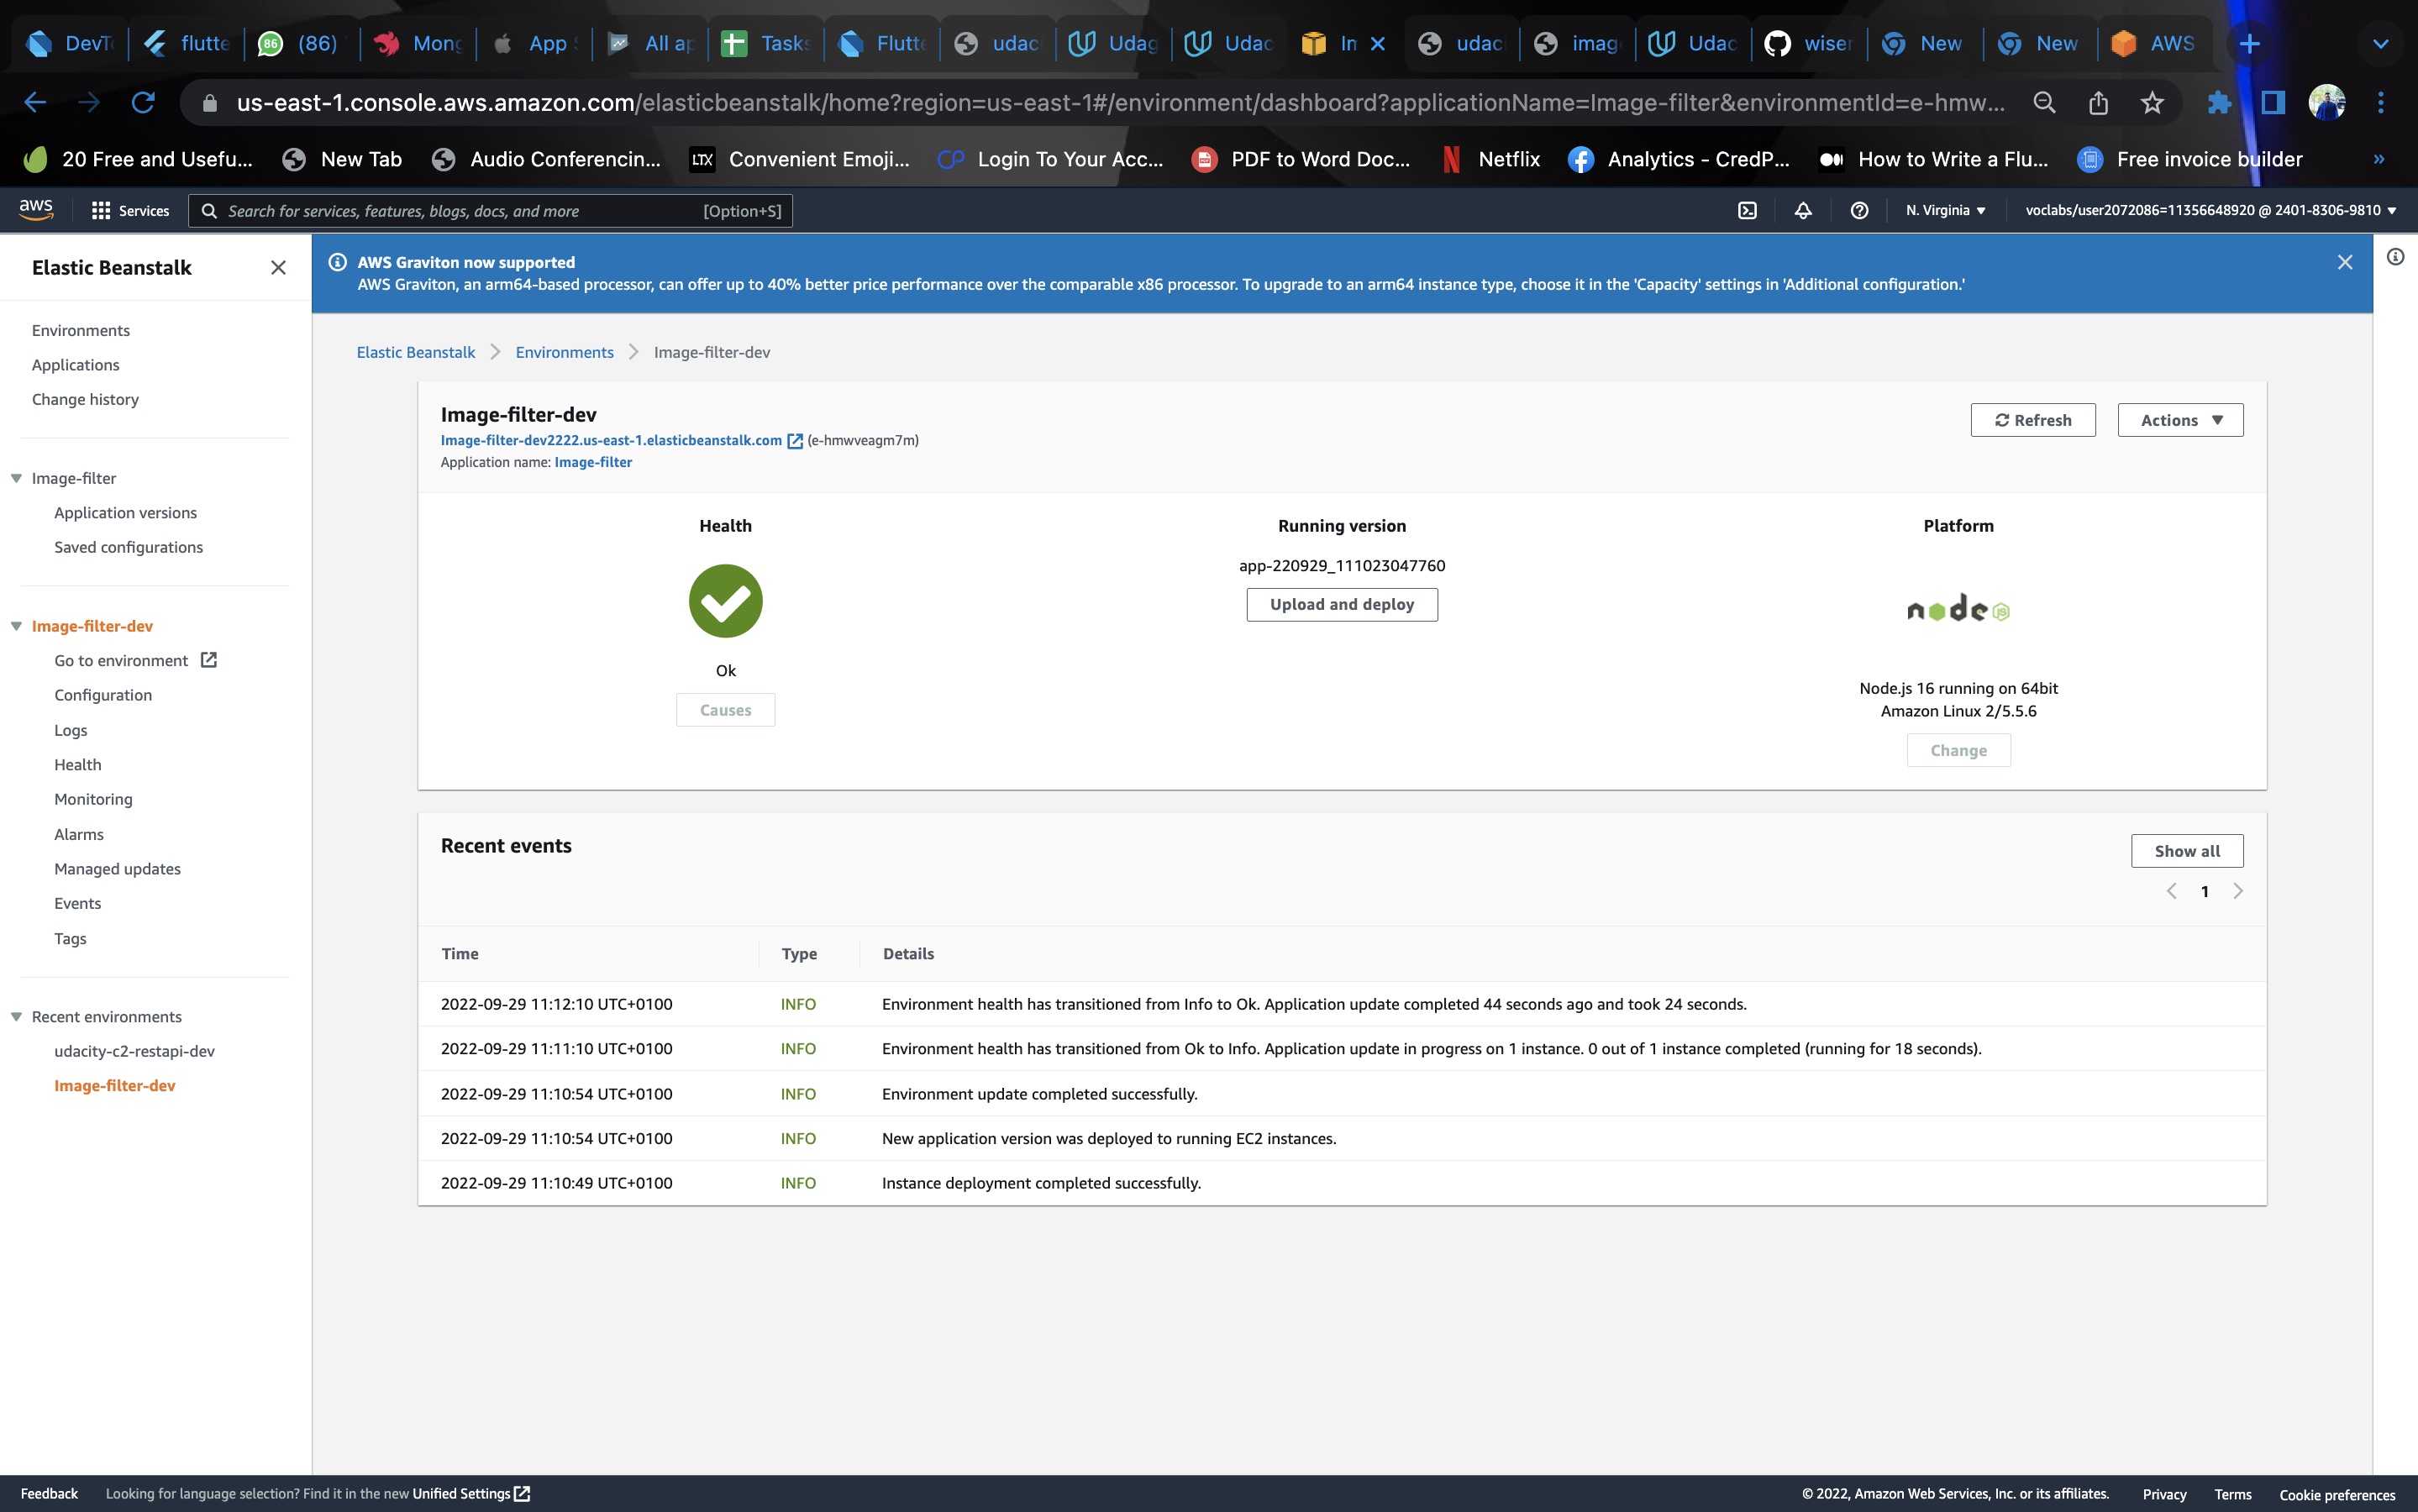 DevT
flutte
86
(86)
Mong
App S
All ap
Tasks
Flutte
udaci
Udag
Udac
Im
udaci
imag
Udac
wiser
New
New
AWS
us-east-1.console.aws.amazon.com/elasticbeanstalk/home?region=us-east-1#/environment/dashboard?applicationName=Image-filter&environmentId=e-hmw...
20 Free and Usefu...
New Tab
Audio Conferencin...
LTX
Convenient Emoji...
CP
Login To Your Acc...
PDF to Word Doc...
Netflix
Analytics - CredP...
How to Write a Flu...
Free invoice builder
»
aws
Services
Search for services, features, blogs, docs, and more
[Option+S]
N. Virginia
voclabs/user2072086=11356648920 @ 2401-8306-9810
Elastic Beanstalk
Environments
Applications
Change history
Image-filter
Application versions
Saved configurations
Image-filter-dev
Go to environment
Configuration
Logs
Health
Monitoring
Alarms
Managed updates
Events
Tags
Recent environments
udacity-c2-restapi-dev
Image-filter-dev
AWS Graviton now supported
AWS Graviton, an arm64-based processor, can offer up to 40% better price performance over the comparable x86 processor. To upgrade to an arm64 instance type, choose it in the 'Capacity' settings in 'Additional configuration.'
Elastic Beanstalk
Environments
Image-filter-dev
Image-filter-dev
Image-filter-dev2222.us-east-1.elasticbeanstalk.com (e-hmwveagm7m)
Application name: Image-filter
Refresh
Actions
Health
Ok
Causes
Running version
app-220929_111023047760
Upload and deploy
Platform
node JS
Node.js 16 running on 64bit
Amazon Linux 2/5.5.6
Change
Recent events
Show all
1
Time Type Details
2022-09-29 11:12:10 UTC+0100 INFO Environment health has transitioned from Info to Ok. Application update completed 44 seconds ago and took 24 seconds.
2022-09-29 11:11:10 UTC+0100 INFO Environment health has transitioned from Ok to Info. Application update in progress on 1 instance. 0 out of 1 instance completed (running for 18 seconds).
2022-09-29 11:10:54 UTC+0100 INFO Environment update completed successfully.
2022-09-29 11:10:54 UTC+0100 INFO New application version was deployed to running EC2 instances.
2022-09-29 11:10:49 UTC+0100 INFO Instance deployment completed successfully.
Feedback
Looking for language selection? Find it in the new Unified Settings
© 2022, Amazon Web Services, Inc. or its affiliates.
Privacy
Terms
Cookie preferences